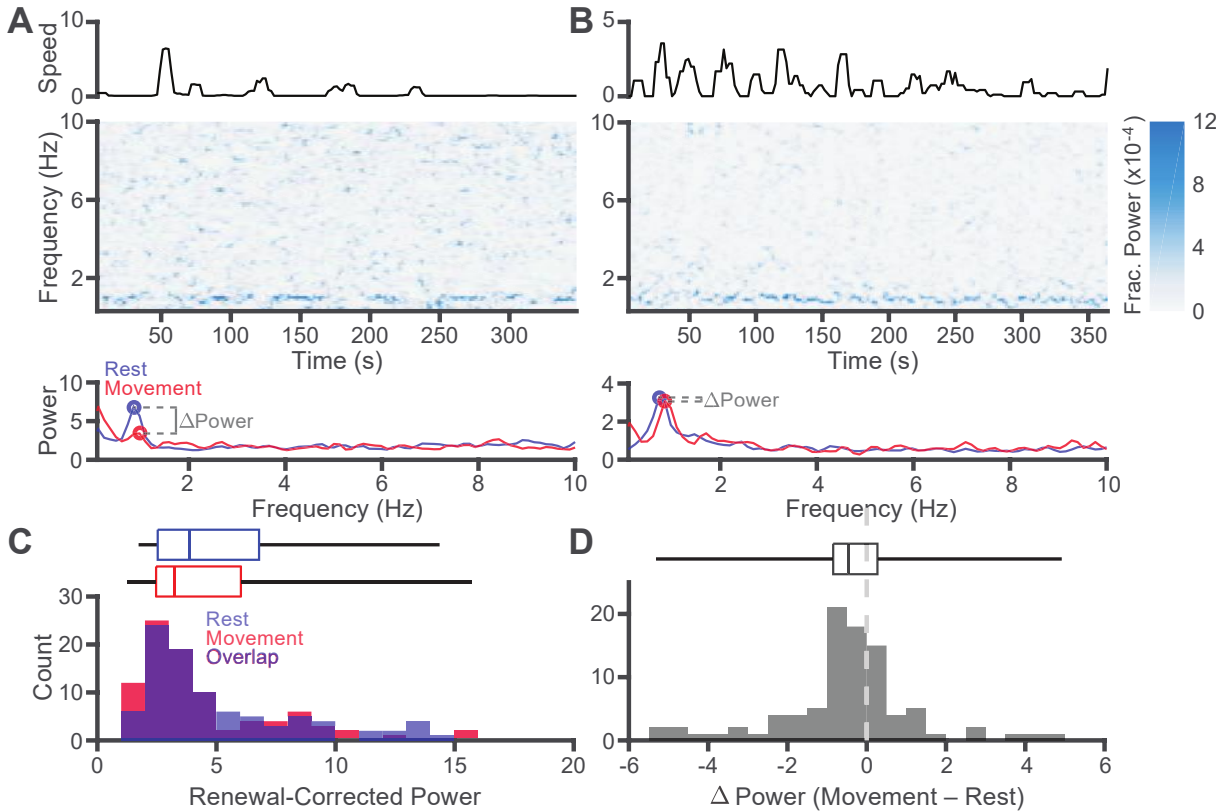 A
B
10
0
Speed
5
0
10
6
2
Frequency (Hz)
50 100 150 200 250 300
Time (s)
10
6
2
50 100 150 200 250 300 350
Time (s)
12
8
4
0
Frac. Power (x10-4)
Rest
Movement
ΔPower
10
5
0
Power
2 4 6 8 10
Frequency (Hz)
ΔPower
4
2
0
2 4 6 8 10
Frequency (Hz)
C
30
20
10
0
Count
Rest
Movement
Overlap
0 5 10 15 20
Renewal-Corrected Power
D
20
10
0
-6 -4 -2 0 2 4 6
Δ Power (Movement – Rest)